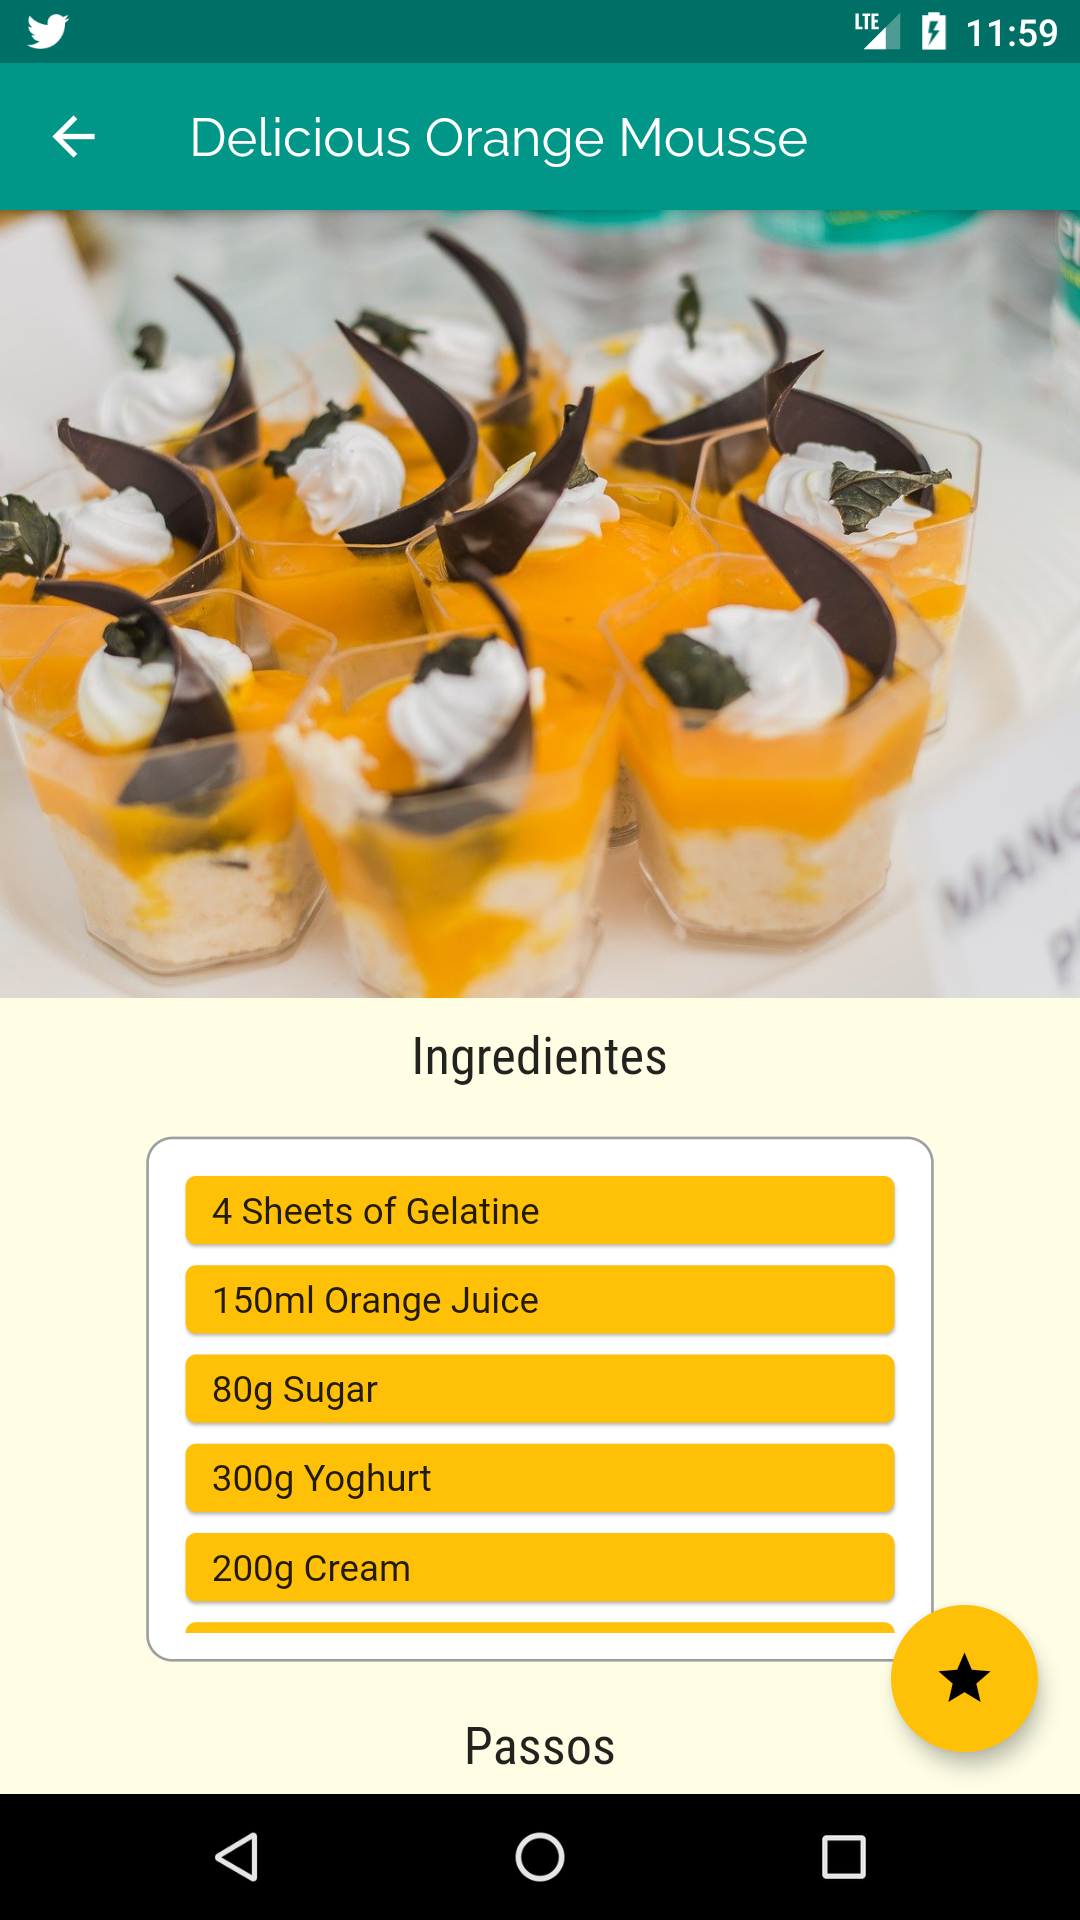 LTE 11:59
Delicious Orange Mousse
MANG
P
Ingredientes
4 Sheets of Gelatine
150ml Orange Juice
80g Sugar
300g Yoghurt
200g Cream
Passos